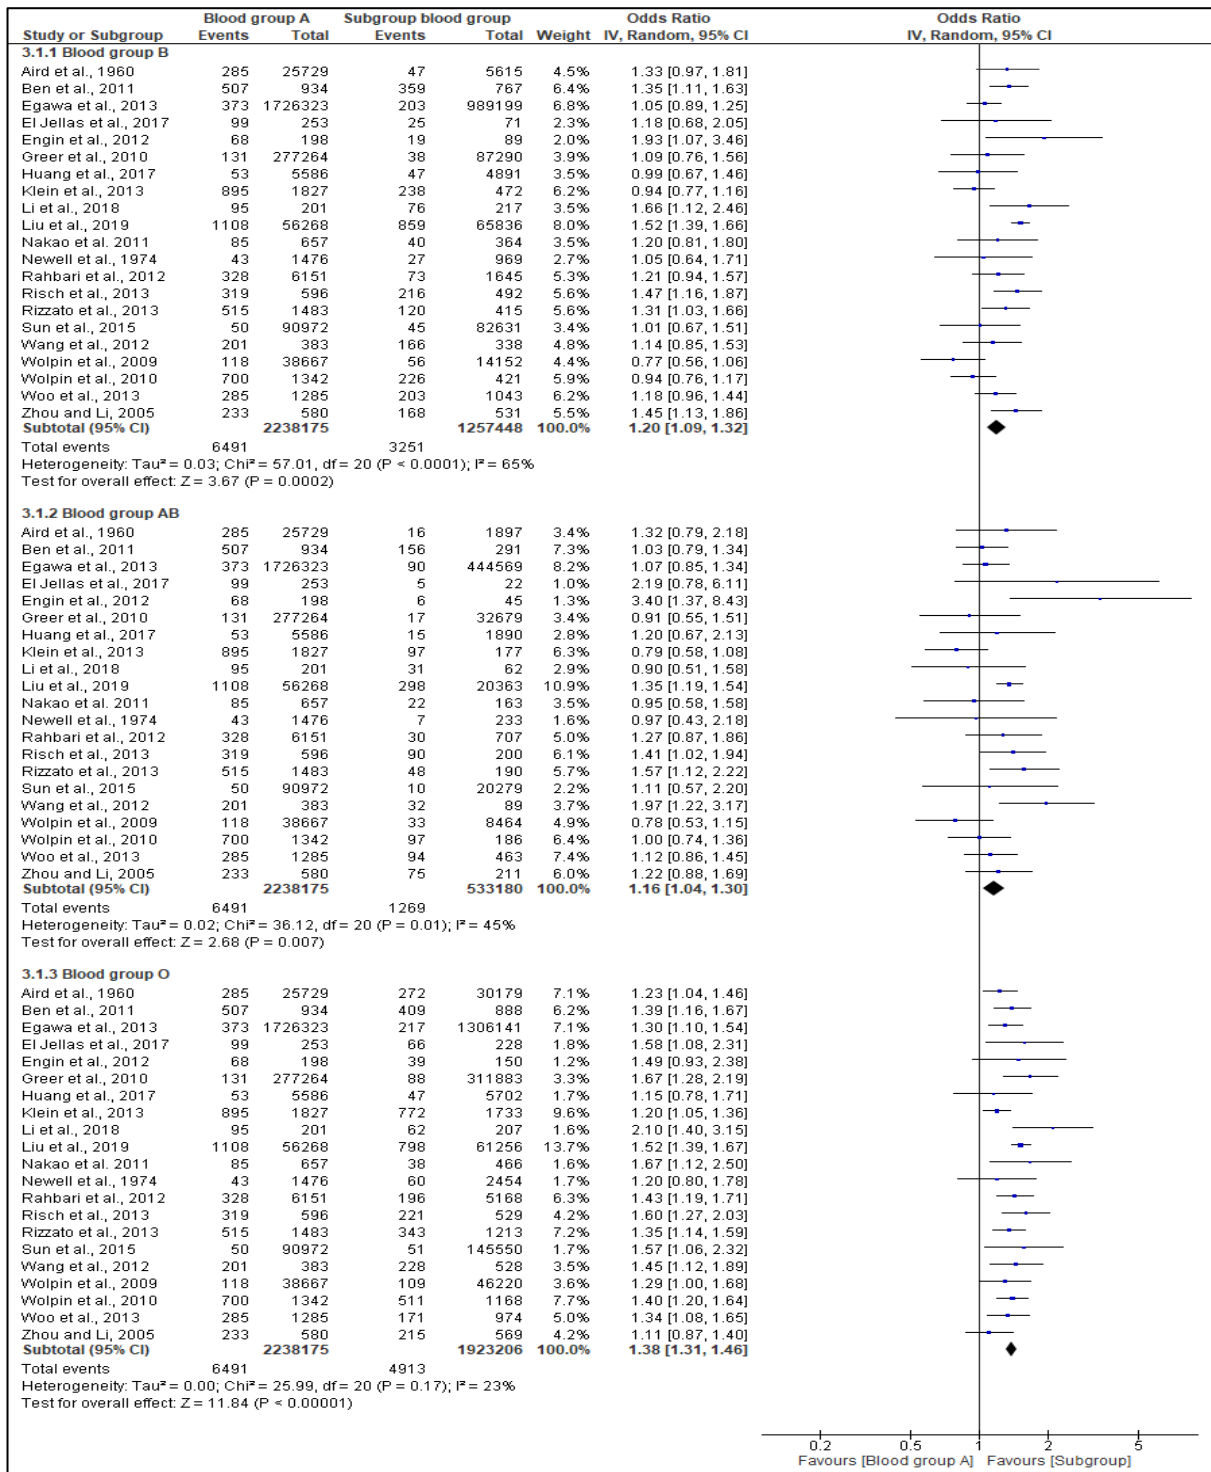 Blood group A Subgroup blood group Odds Ratio Odds Ratio
Study or Subgroup Events Total Events Total Weight IV, Random, 95% CI IV, Random, 95% CI
3.1.1 Blood group B
Aird et al., 1960 285 25729 47 5615 4.5% 1.33 [0.97, 1.81]
Ben et al., 2011 507 934 359 767 6.4% 1.35 [1.11, 1.63]
Egawa et al., 2013 373 1726323 203 989199 6.8% 1.05 [0.89, 1.25]
El Jellas et al., 2017 99 253 25 71 2.3% 1.18 [0.68, 2.05]
Engin et al., 2012 68 198 19 89 2.0% 1.93 [1.07, 3.46]
Greer et al., 2010 131 277264 38 87290 3.9% 1.09 [0.76, 1.56]
Huang et al., 2017 53 5586 47 4891 3.6% 0.99 [0.67, 1.46]
Klein et al., 2013 895 1827 238 472 6.2% 0.94 [0.77, 1.16]
Li et al., 2018 95 201 76 217 3.5% 1.66 [1.12, 2.46]
Liu et al., 2019 1108 56268 859 65836 8.0% 1.52 [1.39, 1.66]
Nakao et al. 2011 85 657 40 364 3.5% 1.20 [0.81, 1.80]
Newell et al., 1974 43 1476 27 969 2.7% 1.05 [0.64, 1.71]
Rahbari et al., 2012 328 6151 73 1645 5.2% 1.21 [0.94, 1.57]
Risch et al., 2013 319 596 216 492 5.6% 1.47 [1.16, 1.87]
Rizzato et al., 2013 515 1483 120 415 5.6% 1.31 [1.03, 1.66]
Sun et al., 2015 50 90972 45 82631 3.4% 1.01 [0.67, 1.51]
Wang et al., 2012 201 383 166 338 4.8% 1.14 [0.85, 1.53]
Wolpin et al., 2009 118 38667 56 14152 4.4% 0.77 [0.56, 1.06]
Wolpin et al., 2010 700 1342 226 421 5.9% 0.94 [0.76, 1.17]
Woo et al., 2013 285 1285 203 1043 6.2% 1.18 [0.96, 1.44]
Zhou and Li, 2005 233 580 168 531 5.5% 1.45 [1.13, 1.86]
Subtotal (95% CI) 2238175 1257448 100.0% 1.20 [1.09, 1.32]
Total events 6491 3251
Heterogeneity: Tau² = 0.03; Chi² = 57.01, df = 20 (P < 0.0001); I² = 65%
Test for overall effect: Z = 3.67 (P = 0.0002)
3.1.2 Blood group AB
Aird et al., 1960 285 25729 16 1897 3.4% 1.32 [0.79, 2.18]
Ben et al., 2011 507 934 156 291 7.3% 1.03 [0.79, 1.34]
Egawa et al., 2013 373 1726323 90 444569 8.2% 1.07 [0.85, 1.34]
El Jellas et al., 2017 99 253 5 22 1.0% 2.19 [0.78, 6.11]
Engin et al., 2012 68 198 6 45 1.3% 3.40 [1.37, 8.43]
Greer et al., 2010 131 277264 17 32679 3.4% 0.91 [0.55, 1.51]
Huang et al., 2017 53 5586 15 1890 2.8% 1.20 [0.67, 2.13]
Klein et al., 2013 895 1827 97 177 6.2% 0.79 [0.58, 1.08]
Li et al., 2018 95 201 31 62 2.9% 0.90 [0.51, 1.58]
Liu et al., 2019 1108 56268 298 20363 10.9% 1.35 [1.19, 1.54]
Nakao et al. 2011 85 657 22 163 3.4% 0.95 [0.58, 1.58]
Newell et al., 1974 43 1476 7 233 1.6% 0.97 [0.43, 2.18]
Rahbari et al., 2012 328 6151 30 707 5.0% 1.27 [0.87, 1.86]
Risch et al., 2013 319 596 90 200 6.1% 1.41 [1.02, 1.94]
Rizzato et al., 2013 515 1483 48 190 5.7% 1.57 [1.12, 2.22]
Sun et al., 2015 50 90972 10 20279 2.2% 1.11 [0.57, 2.20]
Wang et al., 2012 201 383 32 89 3.7% 1.97 [1.22, 3.17]
Wolpin et al., 2009 118 38667 33 8464 4.9% 0.78 [0.53, 1.15]
Wolpin et al., 2010 700 1342 97 186 6.4% 1.00 [0.74, 1.36]
Woo et al., 2013 285 1285 94 463 7.4% 1.12 [0.86, 1.45]
Zhou and Li, 2005 233 580 75 211 6.0% 1.22 [0.88, 1.69]
Subtotal (95% CI) 2238175 533180 100.0% 1.16 [1.04, 1.30]
Total events 6491 1269
Heterogeneity: Tau² = 0.02; Chi² = 36.12, df = 20 (P = 0.01); I² = 45%
Test for overall effect: Z = 2.68 (P = 0.007)
3.1.3 Blood group O
Aird et al., 1960 285 25729 272 30179 7.1% 1.23 [1.04, 1.46]
Ben et al., 2011 507 934 409 888 6.2% 1.39 [1.16, 1.67]
Egawa et al., 2013 373 1726323 217 1306141 7.1% 1.30 [1.10, 1.54]
El Jellas et al., 2017 99 253 66 228 1.8% 1.58 [1.08, 2.31]
Engin et al., 2012 68 198 39 150 1.2% 1.49 [0.93, 2.38]
Greer et al., 2010 131 277264 88 311883 3.3% 1.67 [1.28, 2.19]
Huang et al., 2017 53 5586 47 5702 1.7% 1.15 [0.78, 1.71]
Klein et al., 2013 895 1827 772 1733 9.6% 1.20 [1.05, 1.36]
Li et al., 2018 95 201 62 207 1.6% 2.10 [1.40, 3.15]
Liu et al., 2019 1108 56268 798 61256 13.7% 1.52 [1.39, 1.67]
Nakao et al. 2011 85 657 38 466 1.6% 1.67 [1.12, 2.50]
Newell et al., 1974 43 1476 60 2454 1.7% 1.20 [0.80, 1.78]
Rahbari et al., 2012 328 6151 196 5168 6.3% 1.43 [1.19, 1.71]
Risch et al., 2013 319 596 221 529 4.2% 1.60 [1.27, 2.03]
Rizzato et al., 2013 515 1483 343 1213 7.2% 1.35 [1.14, 1.59]
Sun et al., 2015 50 90972 51 145550 1.7% 1.57 [1.06, 2.32]
Wang et al., 2012 201 383 228 528 3.5% 1.45 [1.12, 1.89]
Wolpin et al., 2009 118 38667 109 46220 3.6% 1.29 [1.00, 1.68]
Wolpin et al., 2010 700 1342 511 1168 7.7% 1.40 [1.20, 1.64]
Woo et al., 2013 285 1285 171 974 5.0% 1.34 [1.08, 1.65]
Zhou and Li, 2005 233 580 215 569 4.2% 1.11 [0.87, 1.40]
Subtotal (95% CI) 2238175 1923206 100.0% 1.38 [1.31, 1.46]
Total events 6491 4913
Heterogeneity: Tau² = 0.00; Chi² = 25.99, df = 20 (P = 0.17); I² = 23%
Test for overall effect: Z = 11.84 (P < 0.00001)
0.2 0.5 1 2 5
Favours [Blood group A] Favours [Subgroup]